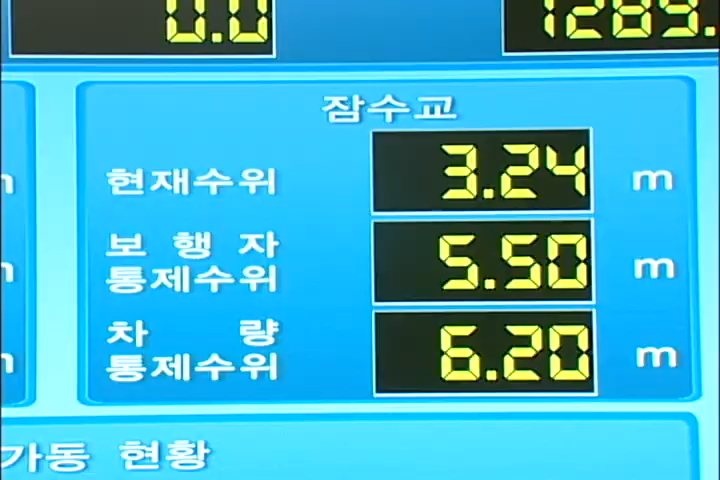 0.0
1289.
잠수교
현재수위 3.24 m
보 행 자
통제수위 5.50 m
차 량
통제수위 6.20 m
가동 현황